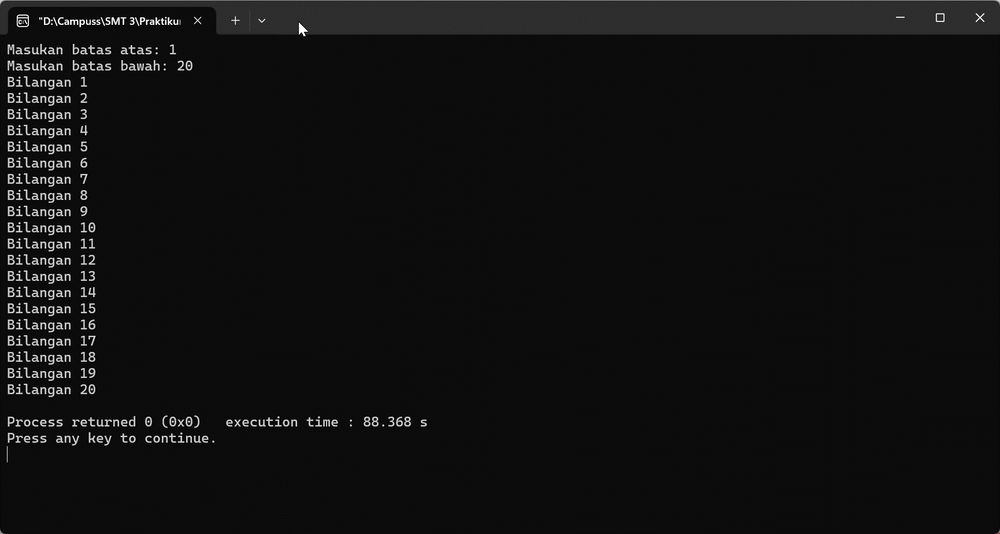 "D:\Campuss\SMT 3\Praktiku
Masukan batas atas: 1
Masukan batas bawah: 20
Bilangan 1
Bilangan 2
Bilangan 3
Bilangan 4
Bilangan 5
Bilangan 6
Bilangan 7
Bilangan 8
Bilangan 9
Bilangan 10
Bilangan 11
Bilangan 12
Bilangan 13
Bilangan 14
Bilangan 15
Bilangan 16
Bilangan 17
Bilangan 18
Bilangan 19
Bilangan 20
Process returned 0 (0x0)   execution time : 88.368 s
Press any key to continue.